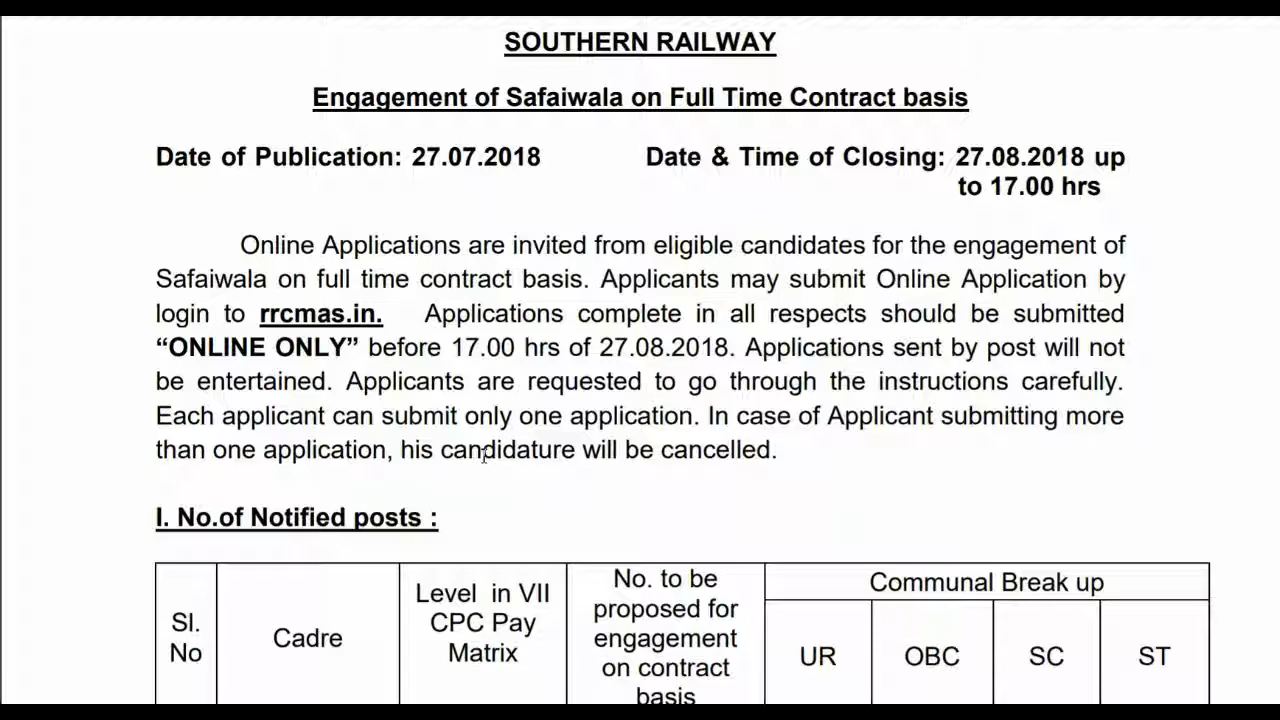 SOUTHERN RAILWAY
Engagement of Safaiwala on Full Time Contract basis
Date of Publication: 27.07.2018 Date & Time of Closing: 27.08.2018 up
to 17.00 hrs
Online Applications are invited from eligible candidates for the engagement of
Safaiwala on full time contract basis. Applicants may submit Online Application by
login to rrcmas.in. Applications complete in all respects should be submitted
“ONLINE ONLY” before 17.00 hrs of 27.08.2018. Applications sent by post will not
be entertained. Applicants are requested to go through the instructions carefully.
Each applicant can submit only one application. In case of Applicant submitting more
than one application, his candidature will be cancelled.
I. No.of Notified posts :
Sl.
No
Cadre
Level in VII
CPC Pay
Matrix
No. to be
proposed for
engagement
on contract
basis
Communal Break up
UR OBC SC ST